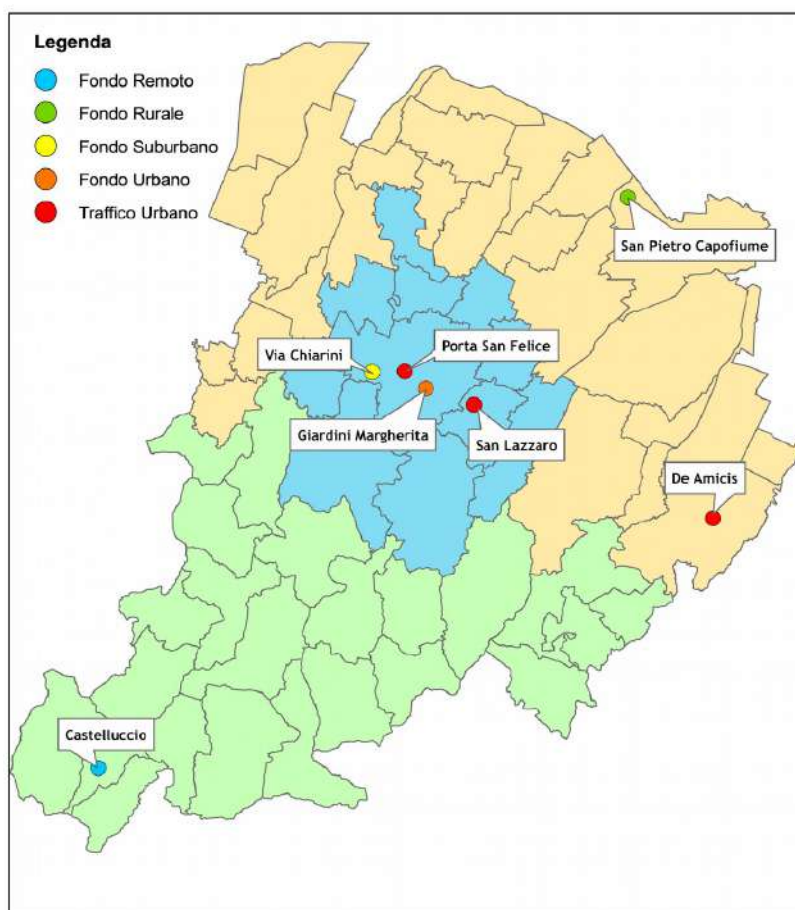 Legenda
Fondo Remoto
Fondo Rurale
Fondo Suburbano
Fondo Urbano
Traffico Urbano
San Pietro Capofiume
Via Chiarini
Porta San Felice
Giardini Margherita
San Lazzaro
De Amicis
Castelluccio